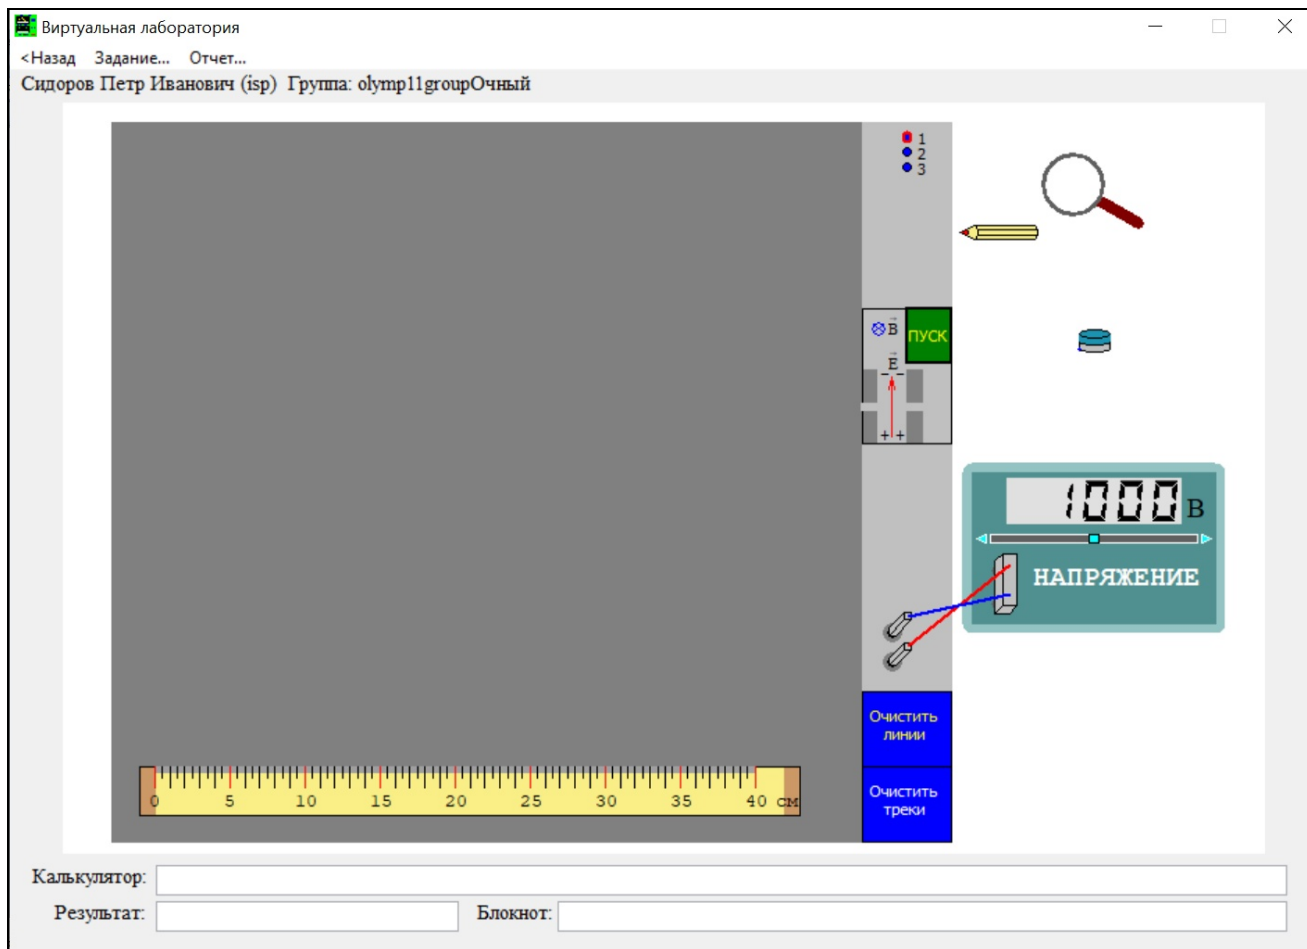 Виртуальная лаборатория
<Назад Задание... Отчет...
Сидоров Петр Иванович (isp) Группа: olymp11groupОчный
1
2
3
B
ПУСК
E
- -
+ +
1000 В
НАПРЯЖЕНИЕ
Очистить
линии
0 5 10 15 20 25 30 35 40 см
Очистить
треки
Калькулятор:
Результат:
Блокнот: